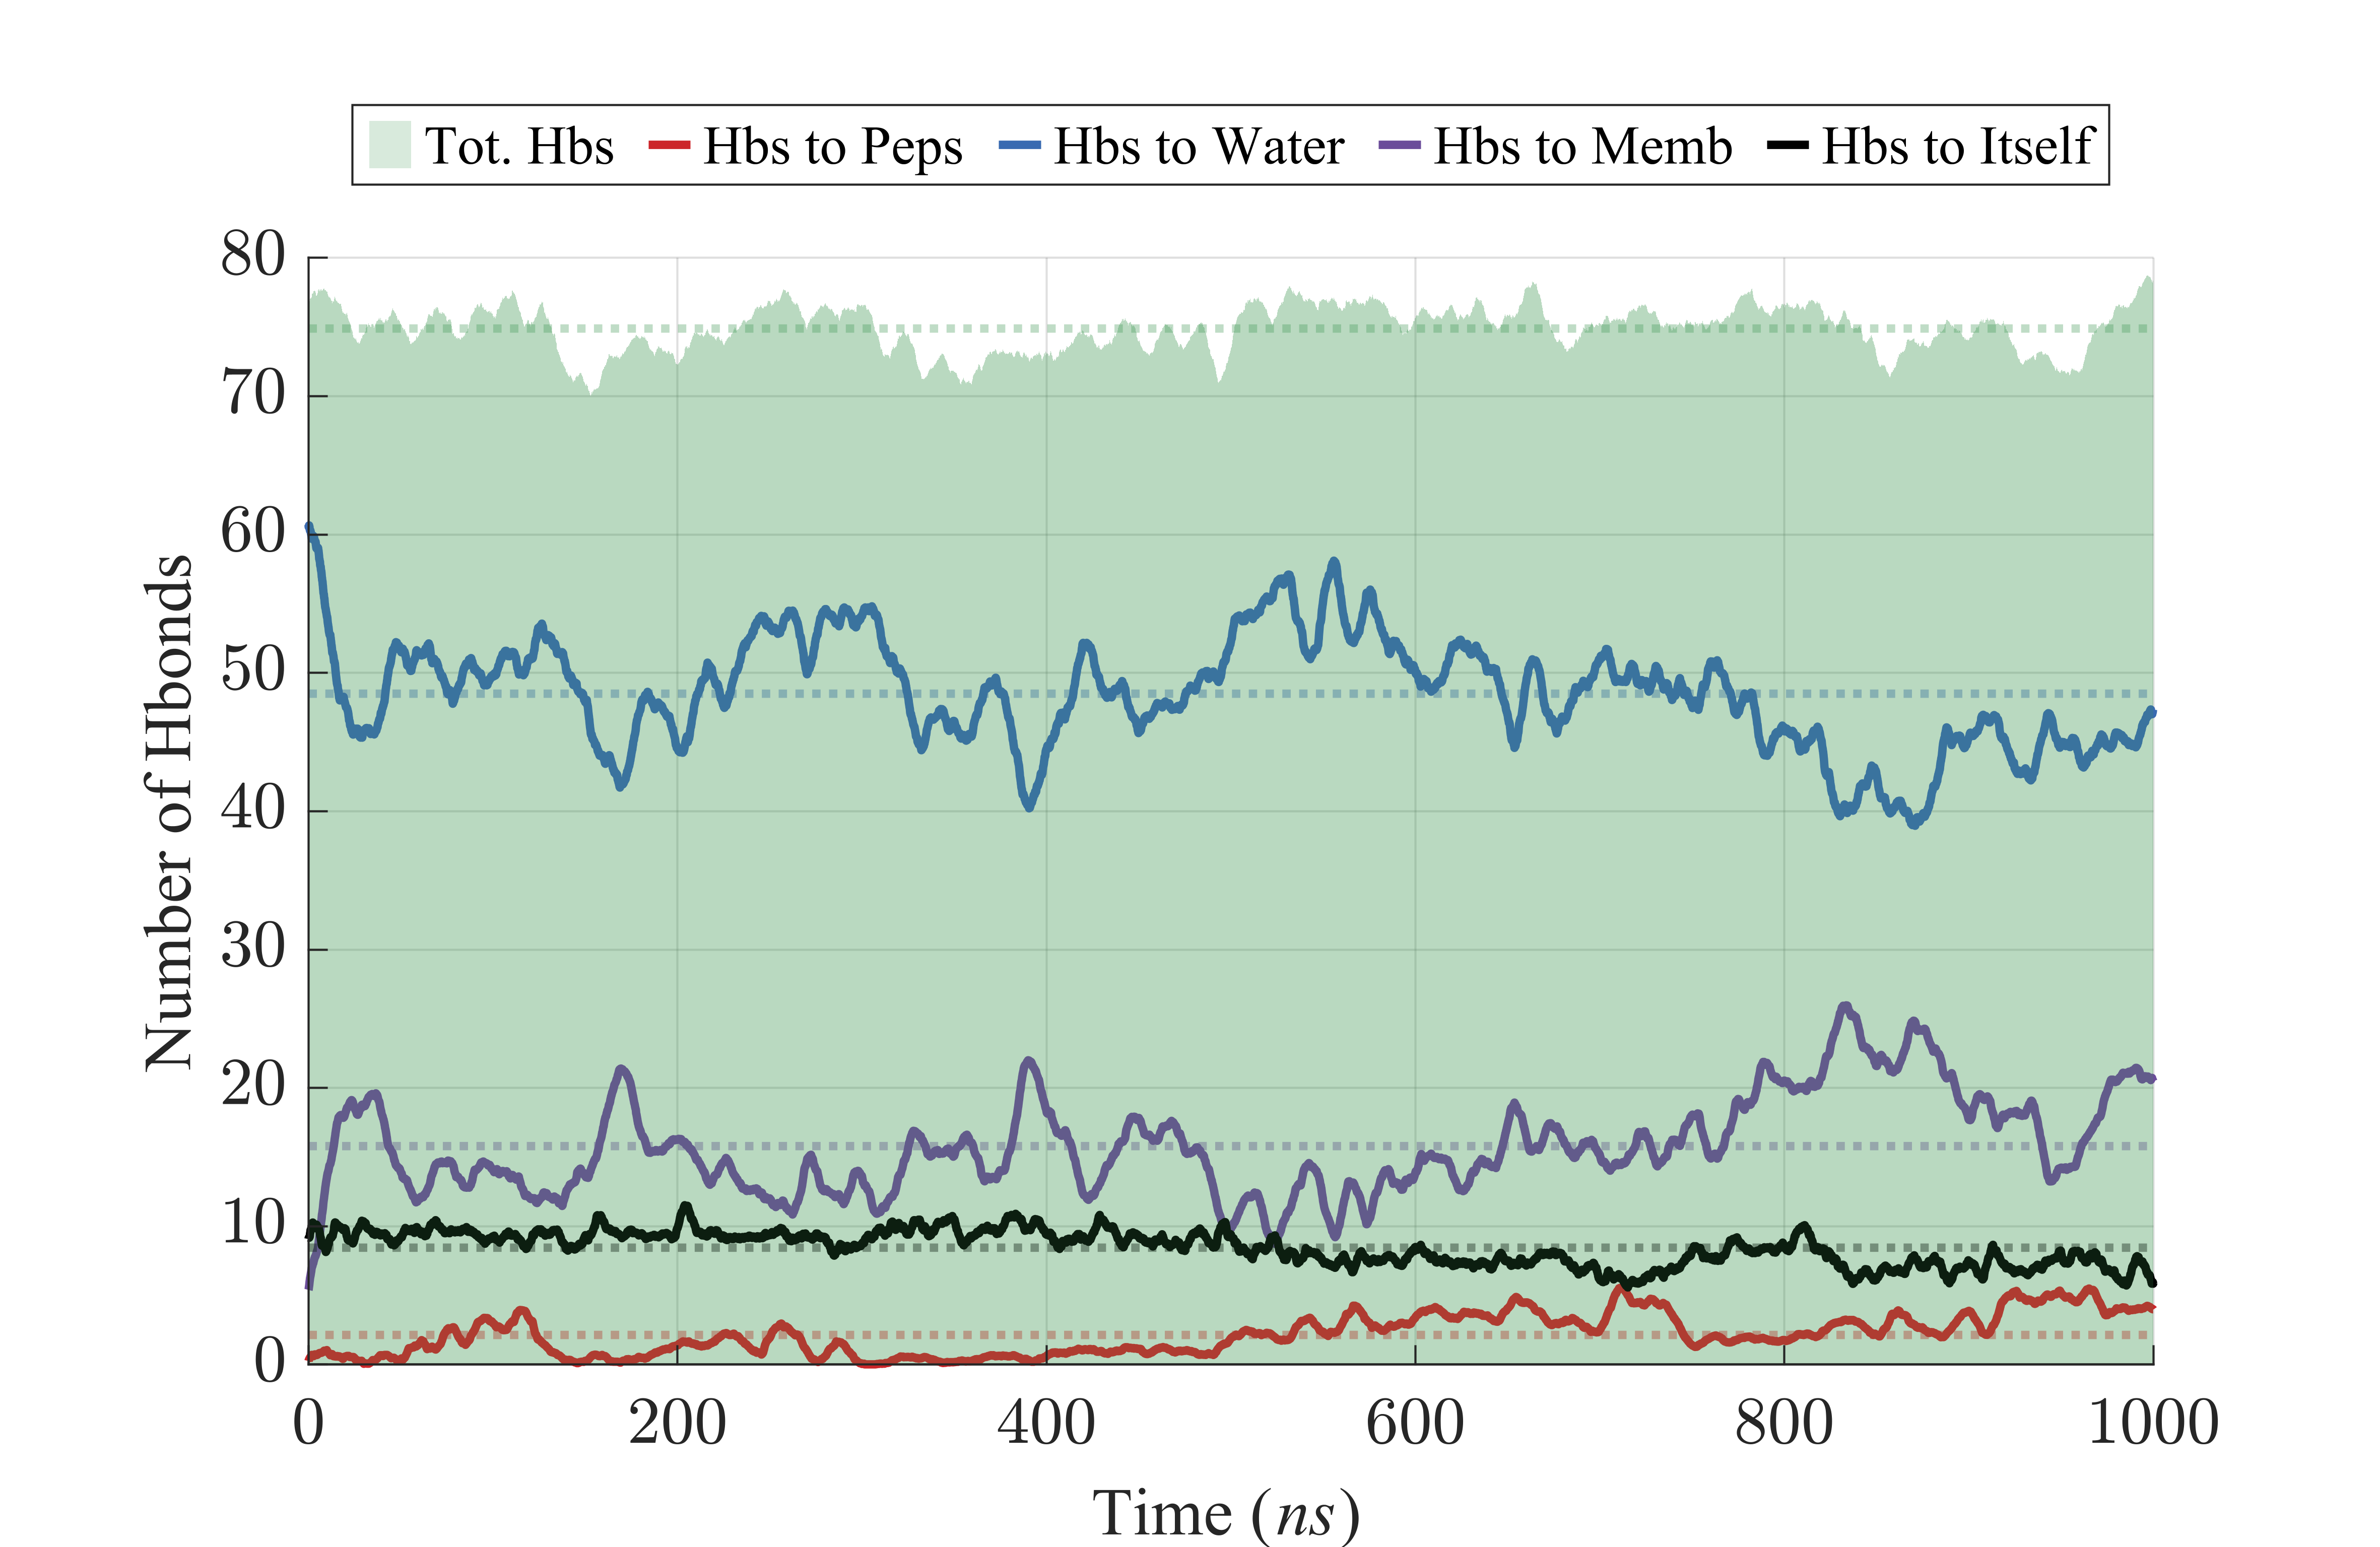 Tot. Hbs Hbs to Peps Hbs to Water Hbs to Memb Hbs to Itself
80
70
60
50
40
30
20
10
0
Number of Hbonds
0 200 400 600 800 1000
Time (ns)